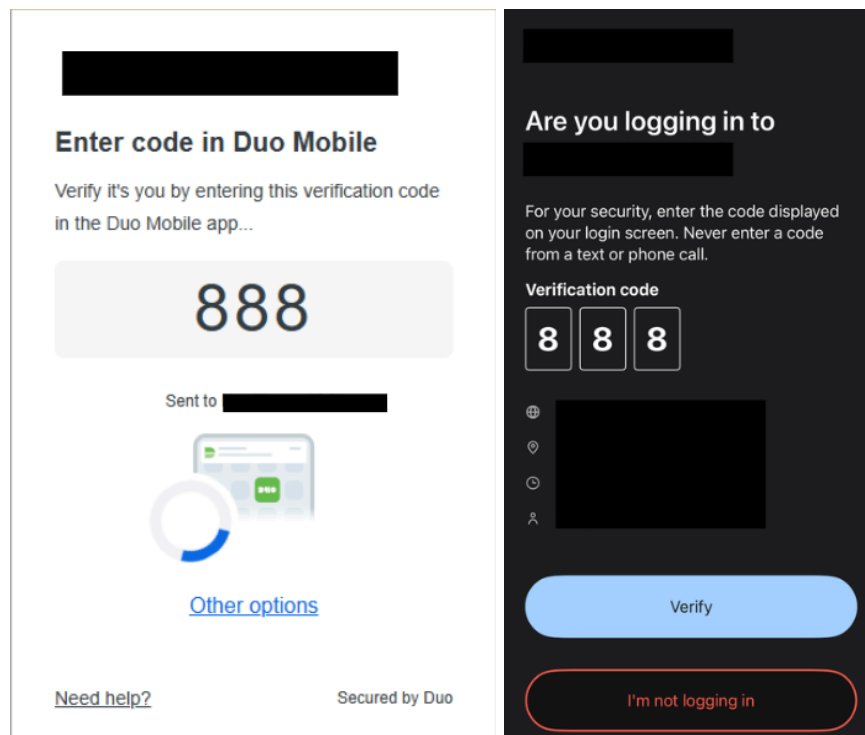 Enter code in Duo Mobile
Verify it's you by entering this verification code
in the Duo Mobile app...
888
Sent to
DUO
Other options
Need help?
Secured by Duo
Are you logging in to
For your security, enter the code displayed
on your login screen. Never enter a code
from a text or phone call.
Verification code
8 8 8
Verify
I'm not logging in